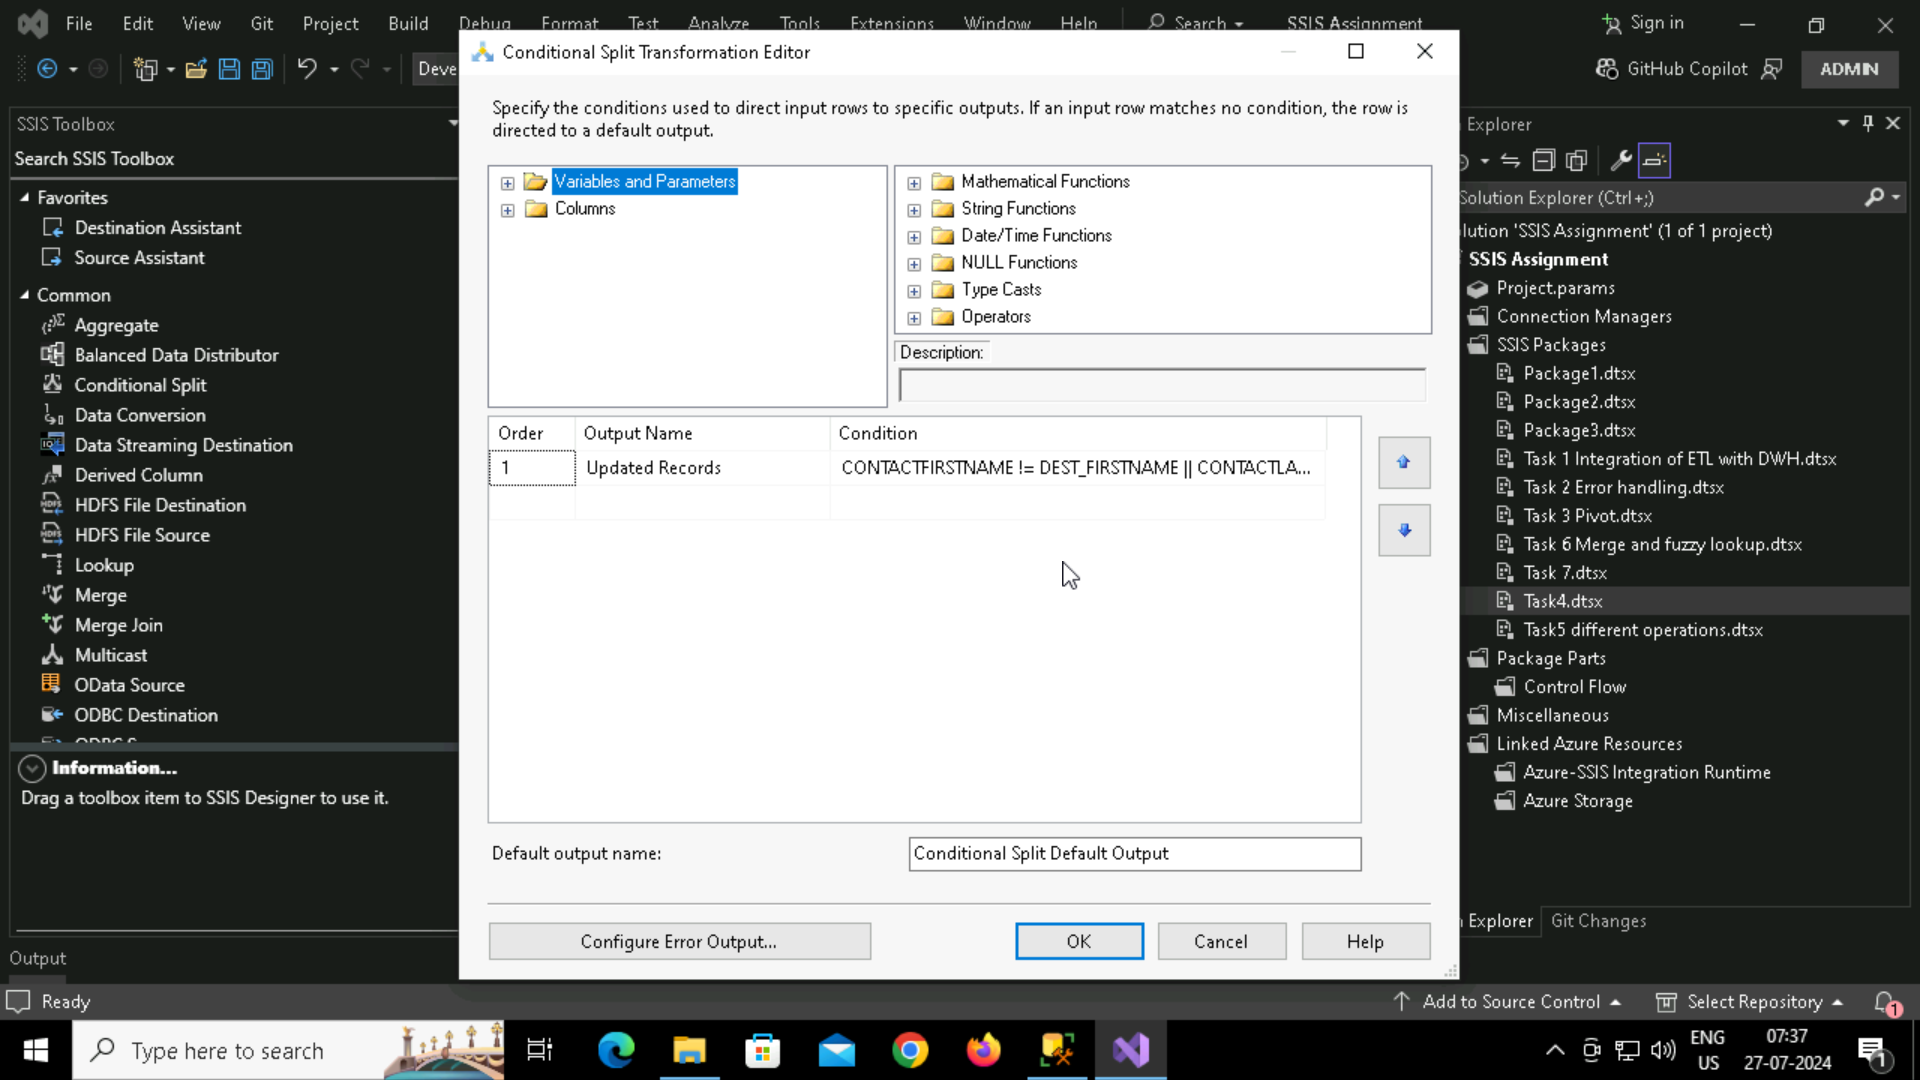 File Edit View Git Project Build Debug Format Test Analyze Tools Extensions Window Help Search SSIS Assignment Sign in
Deve
GitHub Copilot ADMIN
Conditional Split Transformation Editor
Specify the conditions used to direct input rows to specific outputs. If an input row matches no condition, the row is
directed to a default output.
Variables and Parameters
Columns
Mathematical Functions
String Functions
Date/Time Functions
NULL Functions
Type Casts
Operators
Description:
Order Output Name Condition
1 Updated Records CONTACTFIRSTNAME != DEST_FIRSTNAME || CONTACTLA...
Default output name: Conditional Split Default Output
Configure Error Output... OK Cancel Help
SSIS Toolbox
Search SSIS Toolbox
Favorites
Destination Assistant
Source Assistant
Common
Aggregate
Balanced Data Distributor
Conditional Split
Data Conversion
Data Streaming Destination
Derived Column
HDFS File Destination
HDFS File Source
Lookup
Merge
Merge Join
Multicast
OData Source
ODBC Destination
Information...
Drag a toolbox item to SSIS Designer to use it.
Output
Explorer
Solution Explorer (Ctrl+;)
lution 'SSIS Assignment' (1 of 1 project)
SSIS Assignment
Project.params
Connection Managers
SSIS Packages
Package1.dtsx
Package2.dtsx
Package3.dtsx
Task 1 Integration of ETL with DWH.dtsx
Task 2 Error handling.dtsx
Task 3 Pivot.dtsx
Task 6 Merge and fuzzy lookup.dtsx
Task 7.dtsx
Task4.dtsx
Task5 different operations.dtsx
Package Parts
Control Flow
Miscellaneous
Linked Azure Resources
Azure-SSIS Integration Runtime
Azure Storage
Explorer Git Changes
Ready Add to Source Control Select Repository 1
Type here to search
ENG
US
07:37
27-07-2024
1